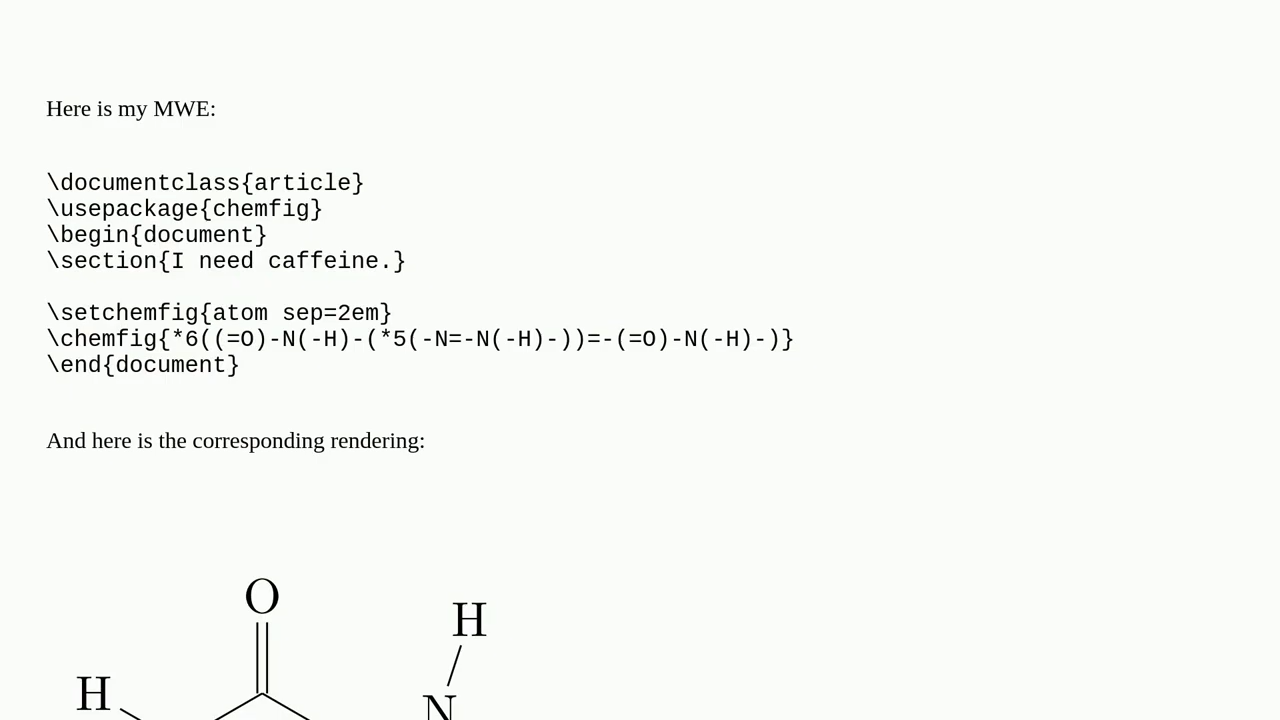 Here is my MWE:
\documentclass{article}
\usepackage{chemfig}
\begin{document}
\section{I need caffeine.}
\setchemfig{atom sep=2em}
\chemfig{*6((=O)-N(-H)-(*5(-N=-N(-H)-))=-(=O)-N(-H)-)}
\end{document}
And here is the corresponding rendering:
O
H
H
N